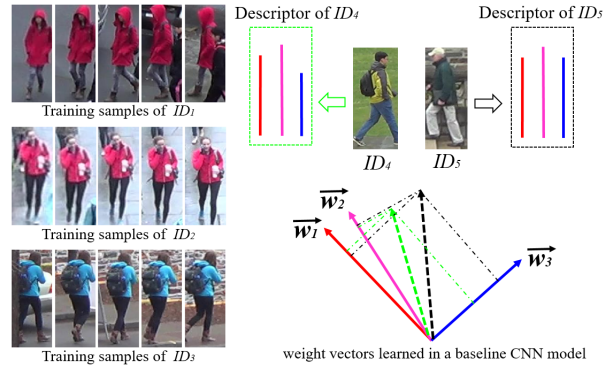 Descriptor of ID4
Descriptor of ID5
Training samples of ID1
ID4
ID5
Training samples of ID2
w1
w2
w3
Training samples of ID3
weight vectors learned in a baseline CNN model